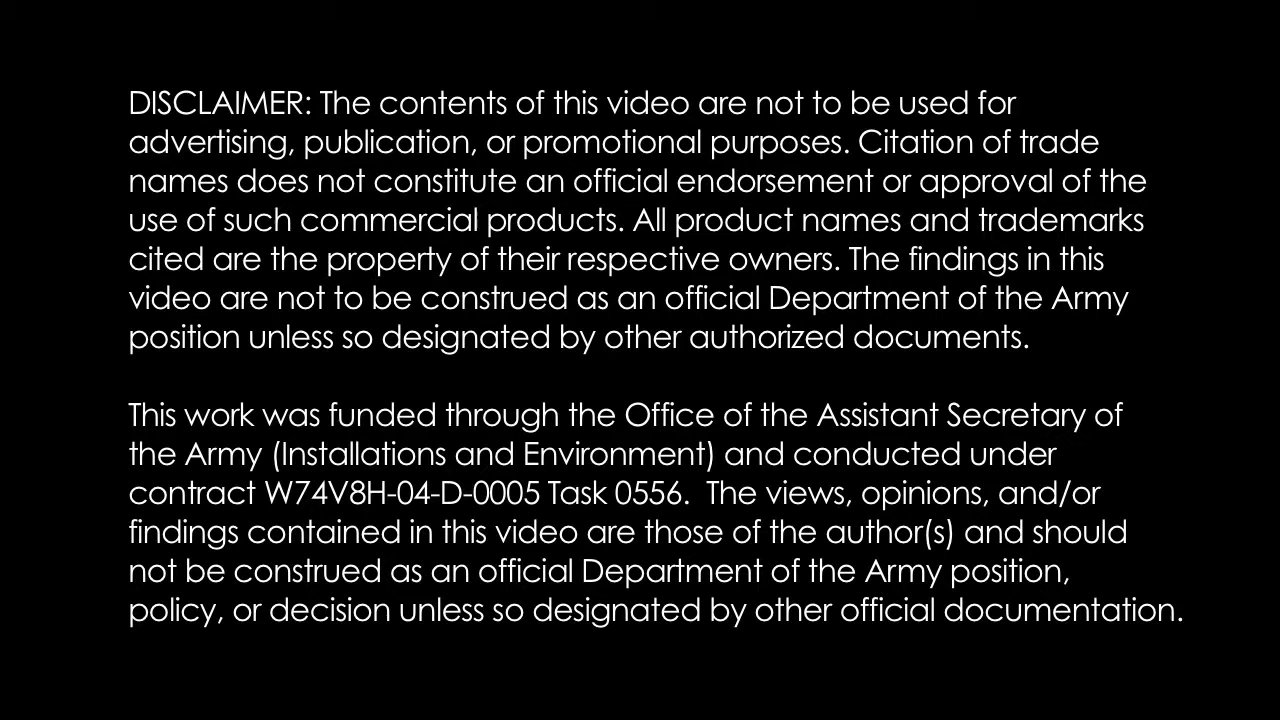 DISCLAIMER: The contents of this video are not to be used for
advertising, publication, or promotional purposes. Citation of trade
names does not constitute an official endorsement or approval of the
use of such commercial products. All product names and trademarks
cited are the property of their respective owners. The findings in this
video are not to be construed as an official Department of the Army
position unless so designated by other authorized documents.
This work was funded through the Office of the Assistant Secretary of
the Army (Installations and Environment) and conducted under
contract W74V8H-04-D-0005 Task 0556.  The views, opinions, and/or
findings contained in this video are those of the author(s) and should
not be construed as an official Department of the Army position,
policy, or decision unless so designated by other official documentation.